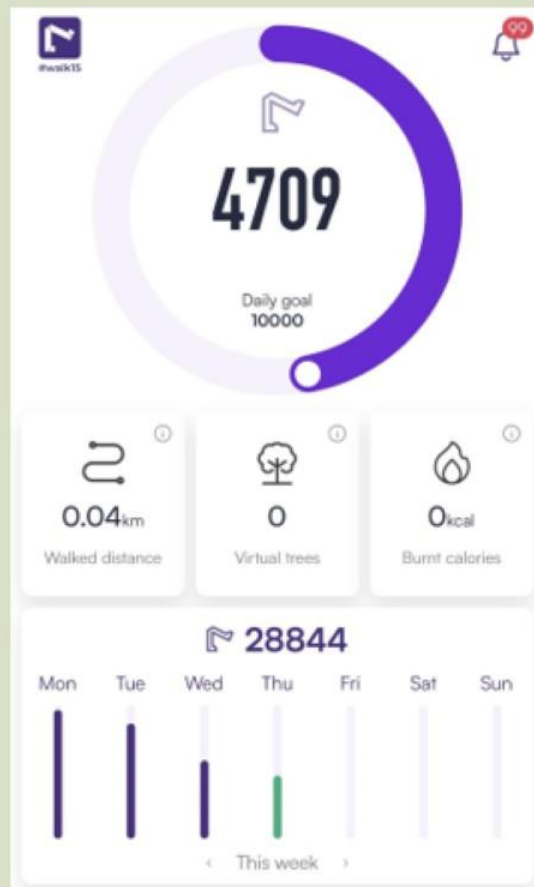 99
#walk15
4709
Daily goal
10000
0.04km 0 0kcal
Walked distance Virtual trees Burnt calories
28844
Mon Tue Wed Thu Fri Sat Sun
‹ This week ›